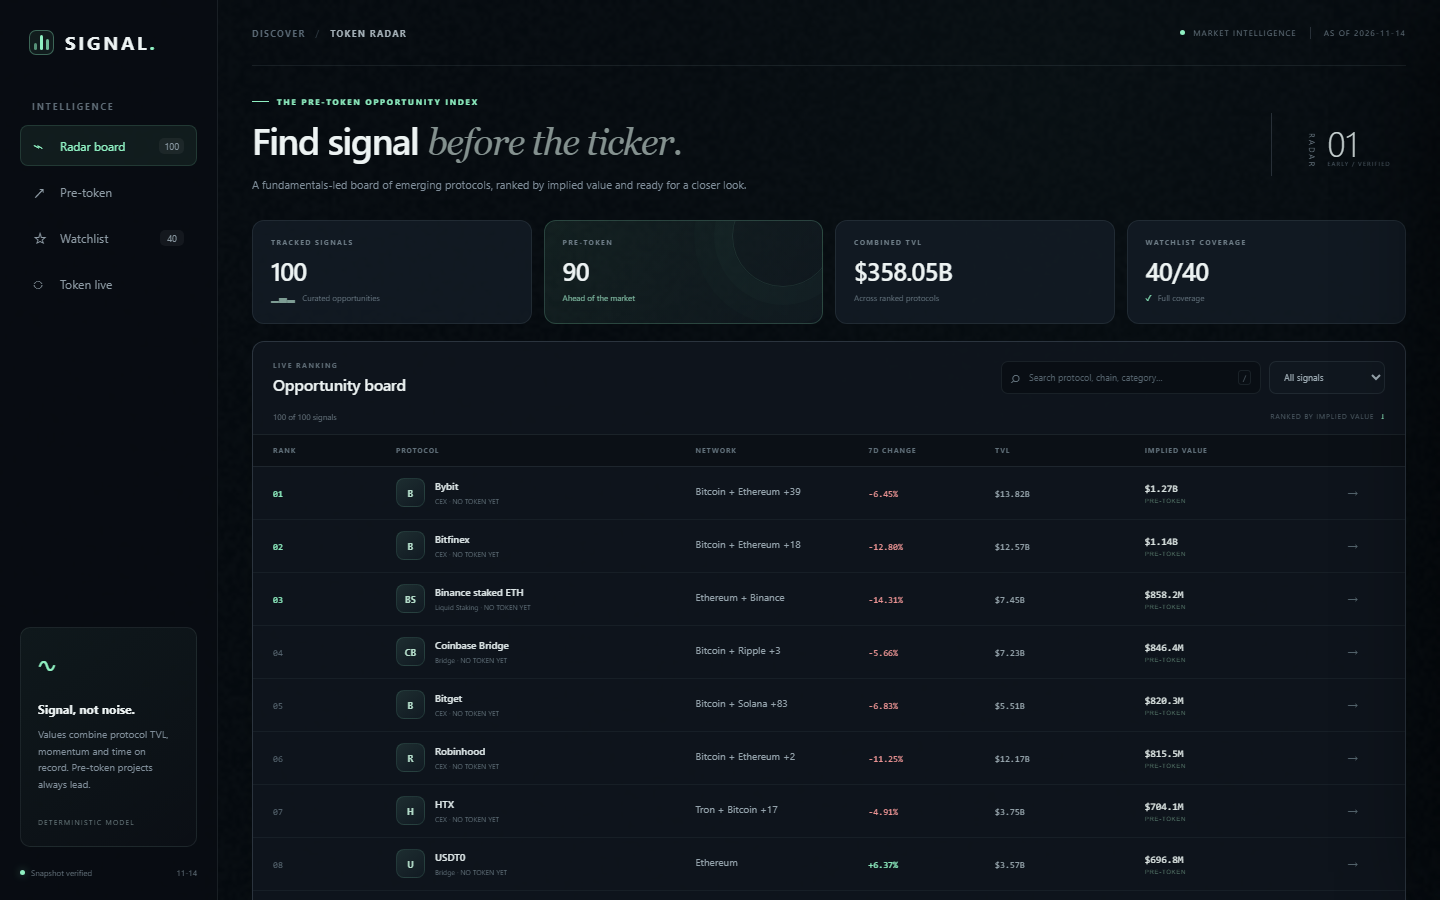 SIGNAL.
INTELLIGENCE
Radar board 100
Pre-token
Watchlist 40
Token live
Signal, not noise.
Values combine protocol TVL,
momentum and time on
record. Pre-token projects
always lead.
DETERMINISTIC MODEL
Snapshot verified 11-14
DISCOVER / TOKEN RADAR
MARKET INTELLIGENCE AS OF 2026-11-14
THE PRE-TOKEN OPPORTUNITY INDEX
Find signal before the ticker.
A fundamentals-led board of emerging protocols, ranked by implied value and ready for a closer look.
RADAR
01
EARLY / VERIFIED
TRACKED SIGNALS
100
Curated opportunities
PRE-TOKEN
90
Ahead of the market
COMBINED TVL
$358.05B
Across ranked protocols
WATCHLIST COVERAGE
40/40
✓ Full coverage
LIVE RANKING
Opportunity board
Search protocol, chain, category... /
All signals
100 of 100 signals
RANKED BY IMPLIED VALUE ↓
RANK PROTOCOL NETWORK 7D CHANGE TVL IMPLIED VALUE
01 B Bybit Bitcoin + Ethereum +39 -6.45% $13.82B $1.27B →
CEX · NO TOKEN YET PRE-TOKEN
02 B Bitfinex Bitcoin + Ethereum +18 -12.80% $12.57B $1.14B →
CEX · NO TOKEN YET PRE-TOKEN
03 BS Binance staked ETH Ethereum + Binance -14.31% $7.45B $858.2M →
Liquid Staking · NO TOKEN YET PRE-TOKEN
04 CB Coinbase Bridge Bitcoin + Ripple +3 -5.66% $7.23B $846.4M →
Bridge · NO TOKEN YET PRE-TOKEN
05 B Bitget Bitcoin + Solana +83 -6.83% $5.51B $820.3M →
CEX · NO TOKEN YET PRE-TOKEN
06 R Robinhood Bitcoin + Ethereum +2 -11.25% $12.17B $815.5M →
CEX · NO TOKEN YET PRE-TOKEN
07 H HTX Tron + Bitcoin +17 -4.91% $3.75B $704.1M →
CEX · NO TOKEN YET PRE-TOKEN
08 U USDT0 Ethereum +6.37% $3.57B $696.8M →
Bridge · NO TOKEN YET PRE-TOKEN